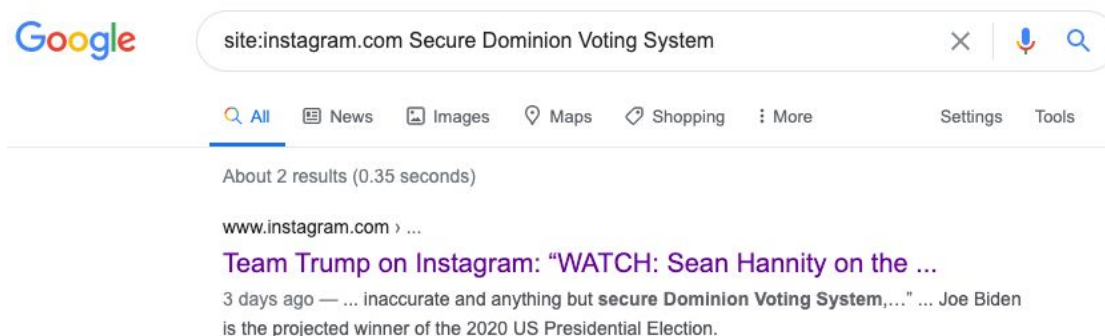 Google
site:instagram.com Secure Dominion Voting System
All News Images Maps Shopping More Settings Tools
About 2 results (0.35 seconds)
www.instagram.com › ...
Team Trump on Instagram: “WATCH: Sean Hannity on the ...
3 days ago — ... inaccurate and anything but secure Dominion Voting System,…” ... Joe Biden
is the projected winner of the 2020 US Presidential Election.